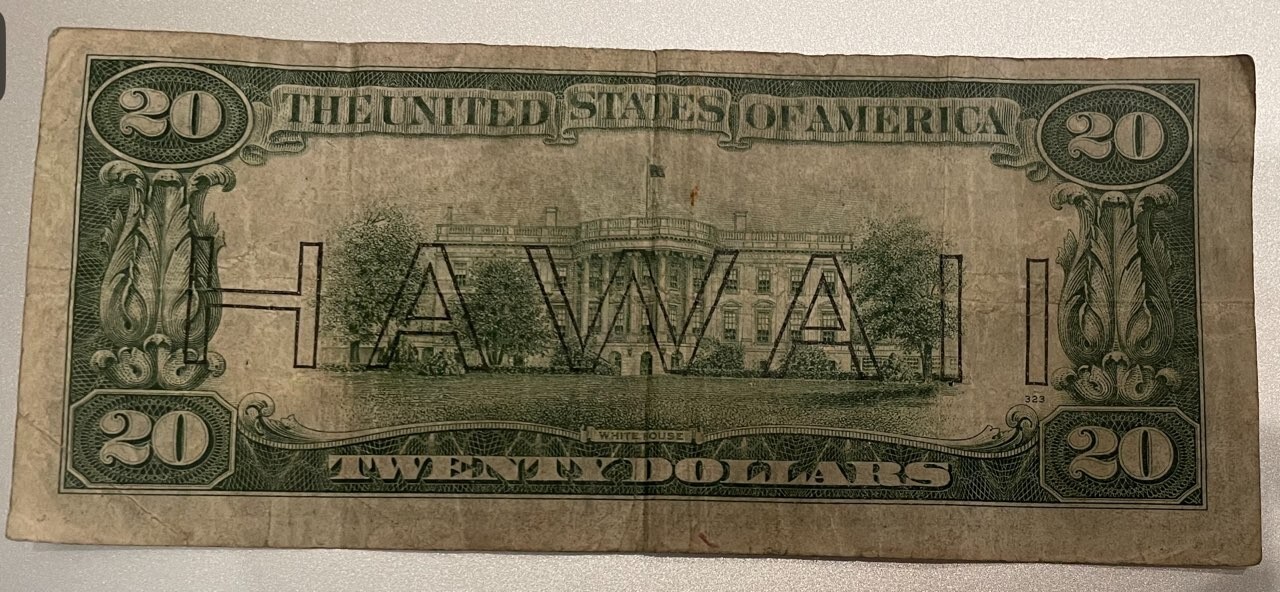 20 THE UNITED STATES OF AMERICA 20
HAWAII
323
20 WHITE HOUSE 20
TWENTY DOLLARS